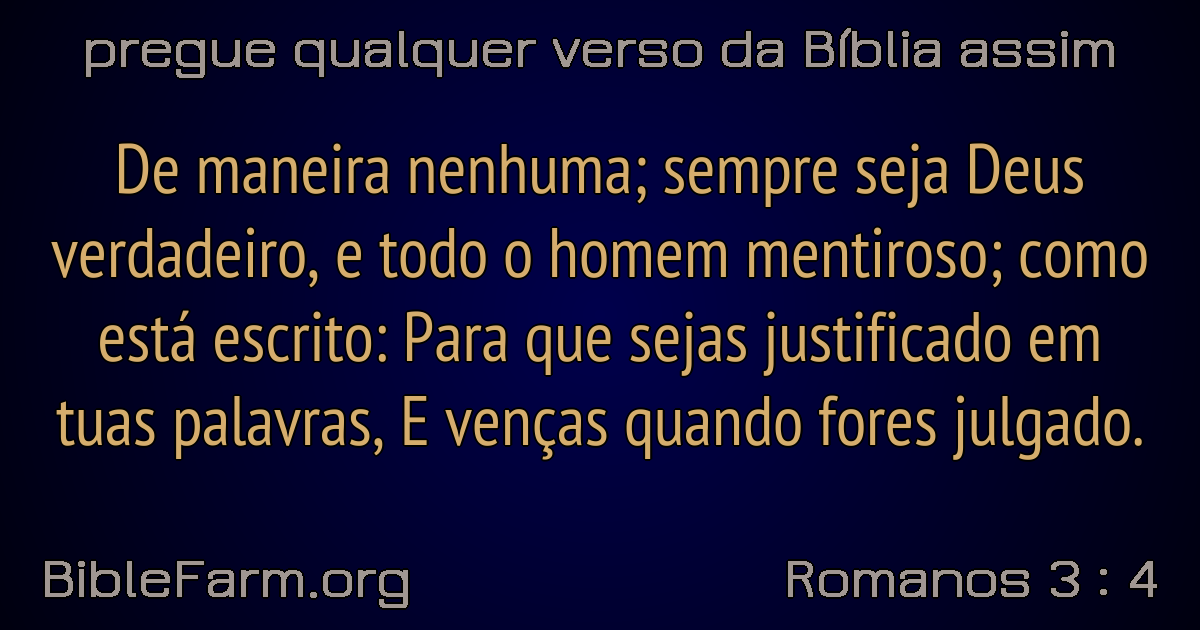 pregue qualquer verso da Bíblia assim
De maneira nenhuma; sempre seja Deus
verdadeiro, e todo o homem mentiroso; como
está escrito: Para que sejas justificado em
tuas palavras, E venças quando fores julgado.
BibleFarm.org
Romanos 3 : 4